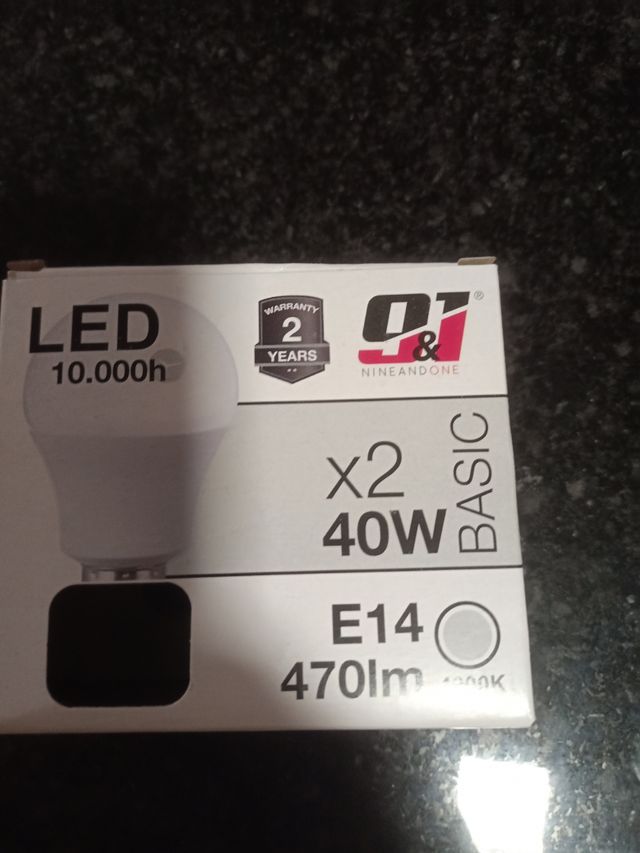 LED
10.000h
WARRANTY
2
YEARS
9&1®
NINEANDONE
x2
40W
BASIC
E14
470lm